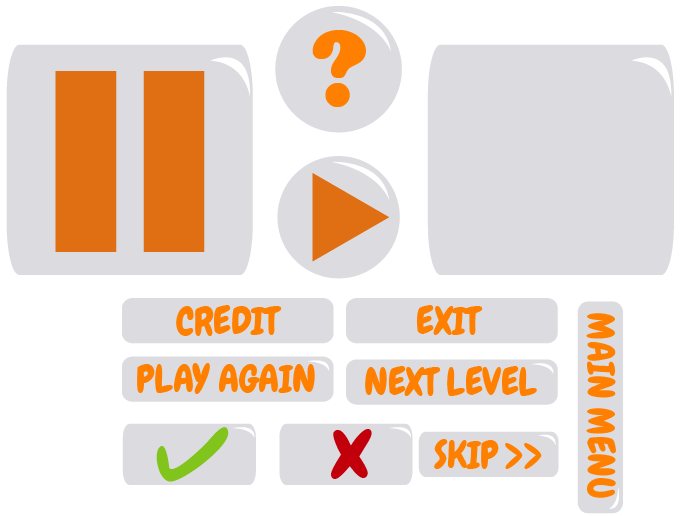 ?
CREDIT
EXIT
PLAY AGAIN
NEXT LEVEL
SKIP >>
MAIN MENU